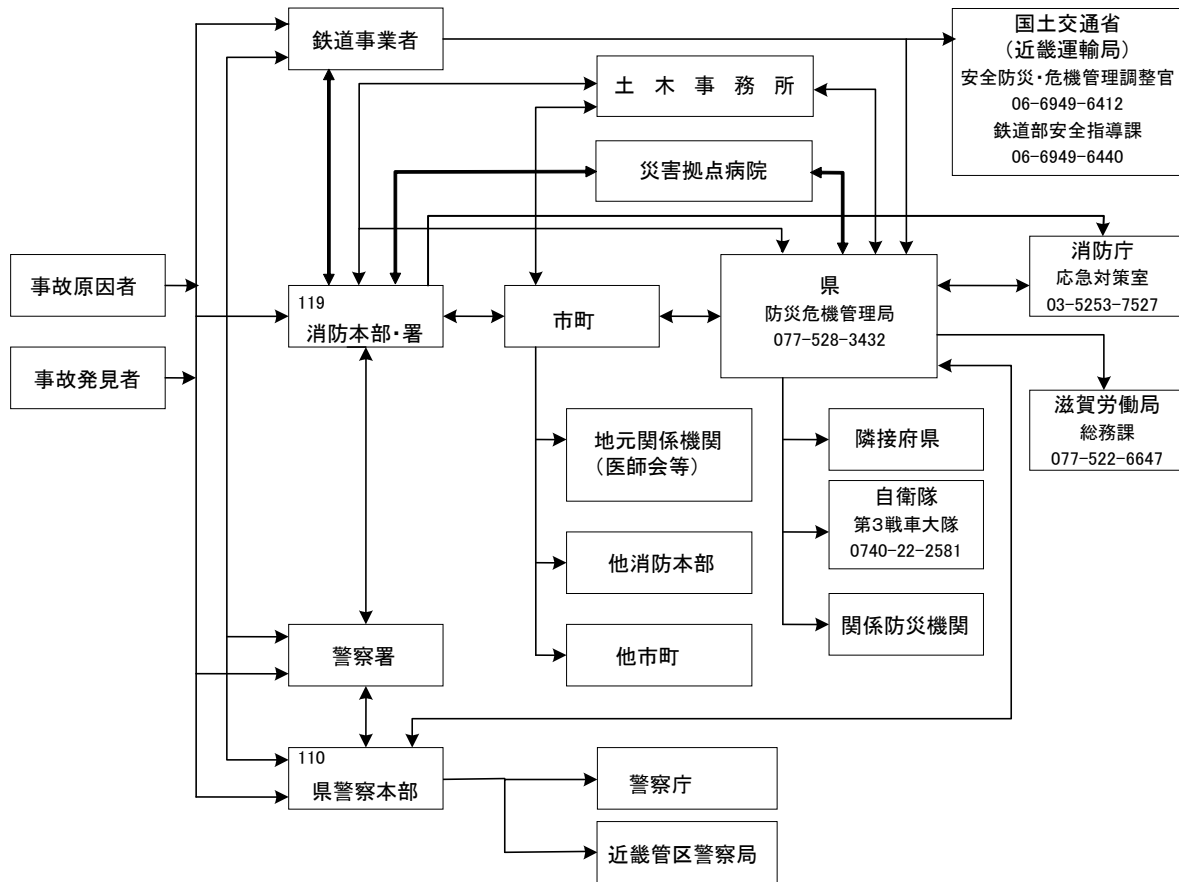 鉄道事業者
国土交通省
（近畿運輸局）
安全防災・危機管理調整官
06-6949-6412
鉄道部安全指導課
06-6949-6440
土　木　事　務　所
災害拠点病院
事故原因者
119
消防本部・署
市町
県
防災危機管理局
077-528-3432
消防庁
応急対策室
03-5253-7527
事故発見者
滋賀労働局
総務課
077-522-6647
地元関係機関
（医師会等）
隣接府県
自衛隊
第3戦車大隊
0740-22-2581
他消防本部
関係防災機関
警察署
他市町
110
県警察本部
警察庁
近畿管区警察局